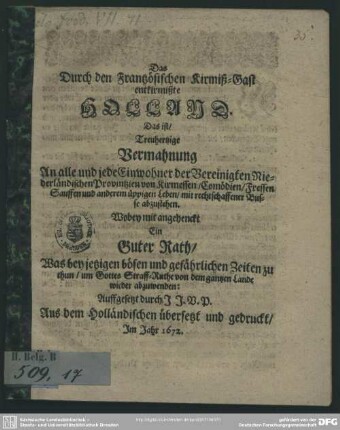 Das
Durch den Frantzösischen Kirmiß-Gast
entkirmißte
HOLLAND.
Das ist/
Treuhertzige
Vermahnung
An alle und jede Einwohner der Vereinigten Nie-
derländischen Provintzien von Kirmessen/Comödien/Fressen
Sauffen und anderem üppigen Leben/ mit rechtschaffener Bus-
se abzustehen.
Wobey mit angehenckt
Ein
Guter Rath/
Was bey jetzigen bösen und gefährlichen Zeiten zu
thun/ um Gottes Straff-Ruthe von dem gantzen Lande
wieder abzuwenden:
Auffgesetzt durch J J. V. P.
Aus dem Holländischen übersetzt und gedruckt/
Im Jahr 1672.
H. Belg. B
509, 17